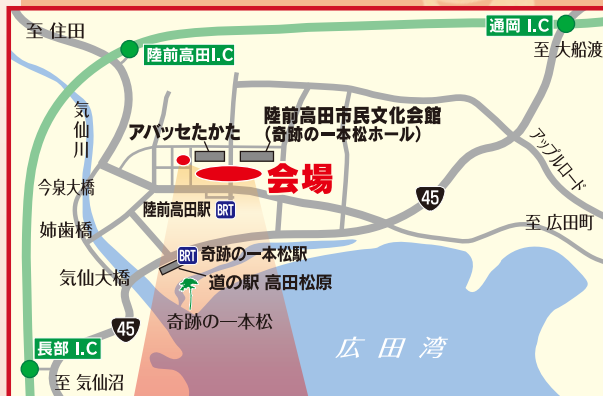 至 住田
通岡 I.C
陸前高田I.C
至 大船渡
気仙川
アバッセたかた
陸前高田市民文化会館
(奇跡の一本松ホール)
アップルロード
会場
今泉大橋
45
陸前高田駅 BRT
姉歯橋
至 広田町
BRT 奇跡の一本松駅
気仙大橋
道の駅 高田松原
奇跡の一本松
45
広田湾
長部 I.C
至 気仙沼